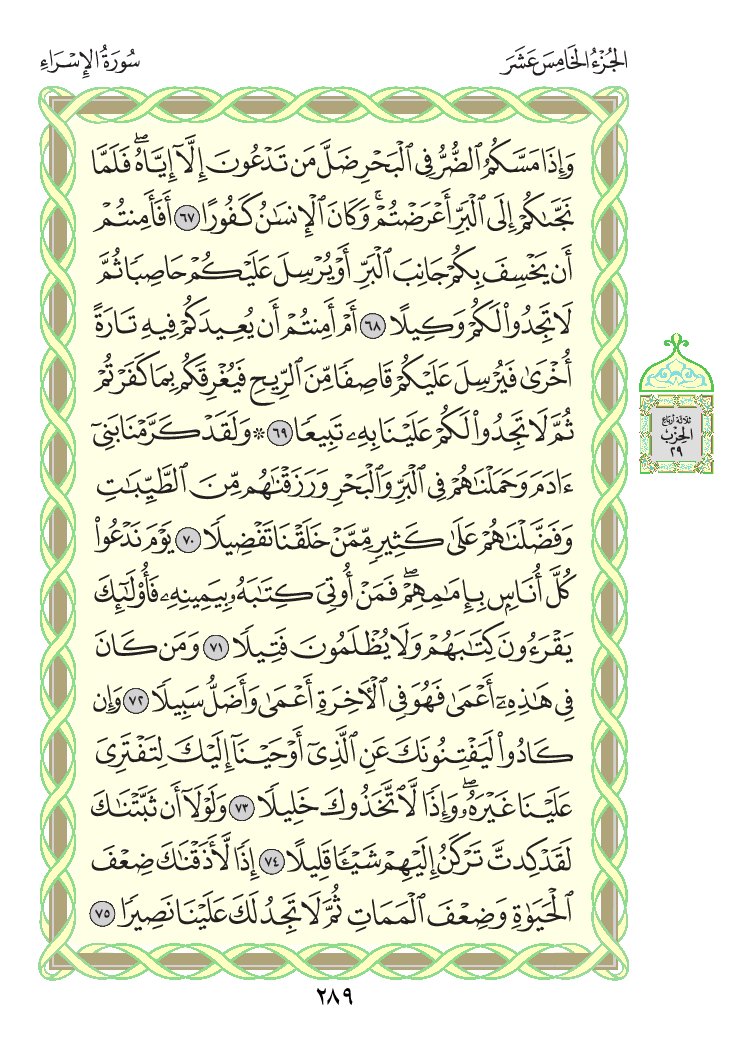 سُورَةُ الإِسْرَاءِ
الجُزْءُ الخَامِسَ عَشَرَ
وَإِذَا مَسَّكُمُ ٱلضُّرُّ فِي ٱلْبَحْرِ ضَلَّ مَن تَدْعُونَ إِلَّآ إِيَّاهُۖ فَلَمَّا
نَجَّىٰكُمْ إِلَى ٱلْبَرِّ أَعْرَضْتُمْۚ وَكَانَ ٱلْإِنسَٰنُ كَفُورًا ٦٧ أَفَأَمِنتُمْ
أَن يَخْسِفَ بِكُمْ جَانِبَ ٱلْبَرِّ أَوْ يُرْسِلَ عَلَيْكُمْ حَاصِبًا ثُمَّ
لَا تَجِدُوا۟ لَكُمْ وَكِيلًا ٦٨ أَمْ أَمِنتُمْ أَن يُعِيدَكُمْ فِيهِ تَارَةً
أُخْرَىٰ فَيُرْسِلَ عَلَيْكُمْ قَاصِفًا مِّنَ ٱلرِّيحِ فَيُغْرِقَكُم بِمَا كَفَرْتُمْ
ثُمَّ لَا تَجِدُوا۟ لَكُمْ عَلَيْنَا بِهِۦ تَبِيعًا ٦٩ ۞ وَلَقَدْ كَرَّمْنَا بَنِىٓ
ءَادَمَ وَحَمَلْنَٰهُمْ فِي ٱلْبَرِّ وَٱلْبَحْرِ وَرَزَقْنَٰهُم مِّنَ ٱلطَّيِّبَٰتِ
وَفَضَّلْنَٰهُمْ عَلَىٰ كَثِيرٍ مِّمَّنْ خَلَقْنَا تَفْضِيلًا ٧٠ يَوْمَ نَدْعُوا۟
كُلَّ أُنَاسٍۭ بِإِمَٰمِهِمْۖ فَمَنْ أُوتِىَ كِتَٰبَهُۥ بِيَمِينِهِۦ فَأُو۟لَٰٓئِكَ
يَقْرَءُونَ كِتَٰبَهُمْ وَلَا يُظْلَمُونَ فَتِيلًا ٧١ وَمَن كَانَ
فِي هَٰذِهِۦٓ أَعْمَىٰ فَهُوَ فِي ٱلْءَاخِرَةِ أَعْمَىٰ وَأَضَلُّ سَبِيلًا ٧٢ وَإِن
كَادُوا۟ لَيَفْتِنُونَكَ عَنِ ٱلَّذِىٓ أَوْحَيْنَآ إِلَيْكَ لِتَفْتَرِىَ
عَلَيْنَا غَيْرَهُۥۖ وَإِذًا لَّٱتَّخَذُوكَ خَلِيلًا ٧٣ وَلَوْلَآ أَن ثَبَّتْنَٰكَ
لَقَدْ كِدتَّ تَرْكَنُ إِلَيْهِمْ شَيْـًٔا قَلِيلًا ٧٤ إِذًا لَّأَذَقْنَٰكَ ضِعْفَ
ٱلْحَيَوٰةِ وَضِعْفَ ٱلْمَمَاتِ ثُمَّ لَا تَجِدُ لَكَ عَلَيْنَا نَصِيرًا ٧٥
ثلاثة أرباع
الحِزْب
٢٩
٢٨٩